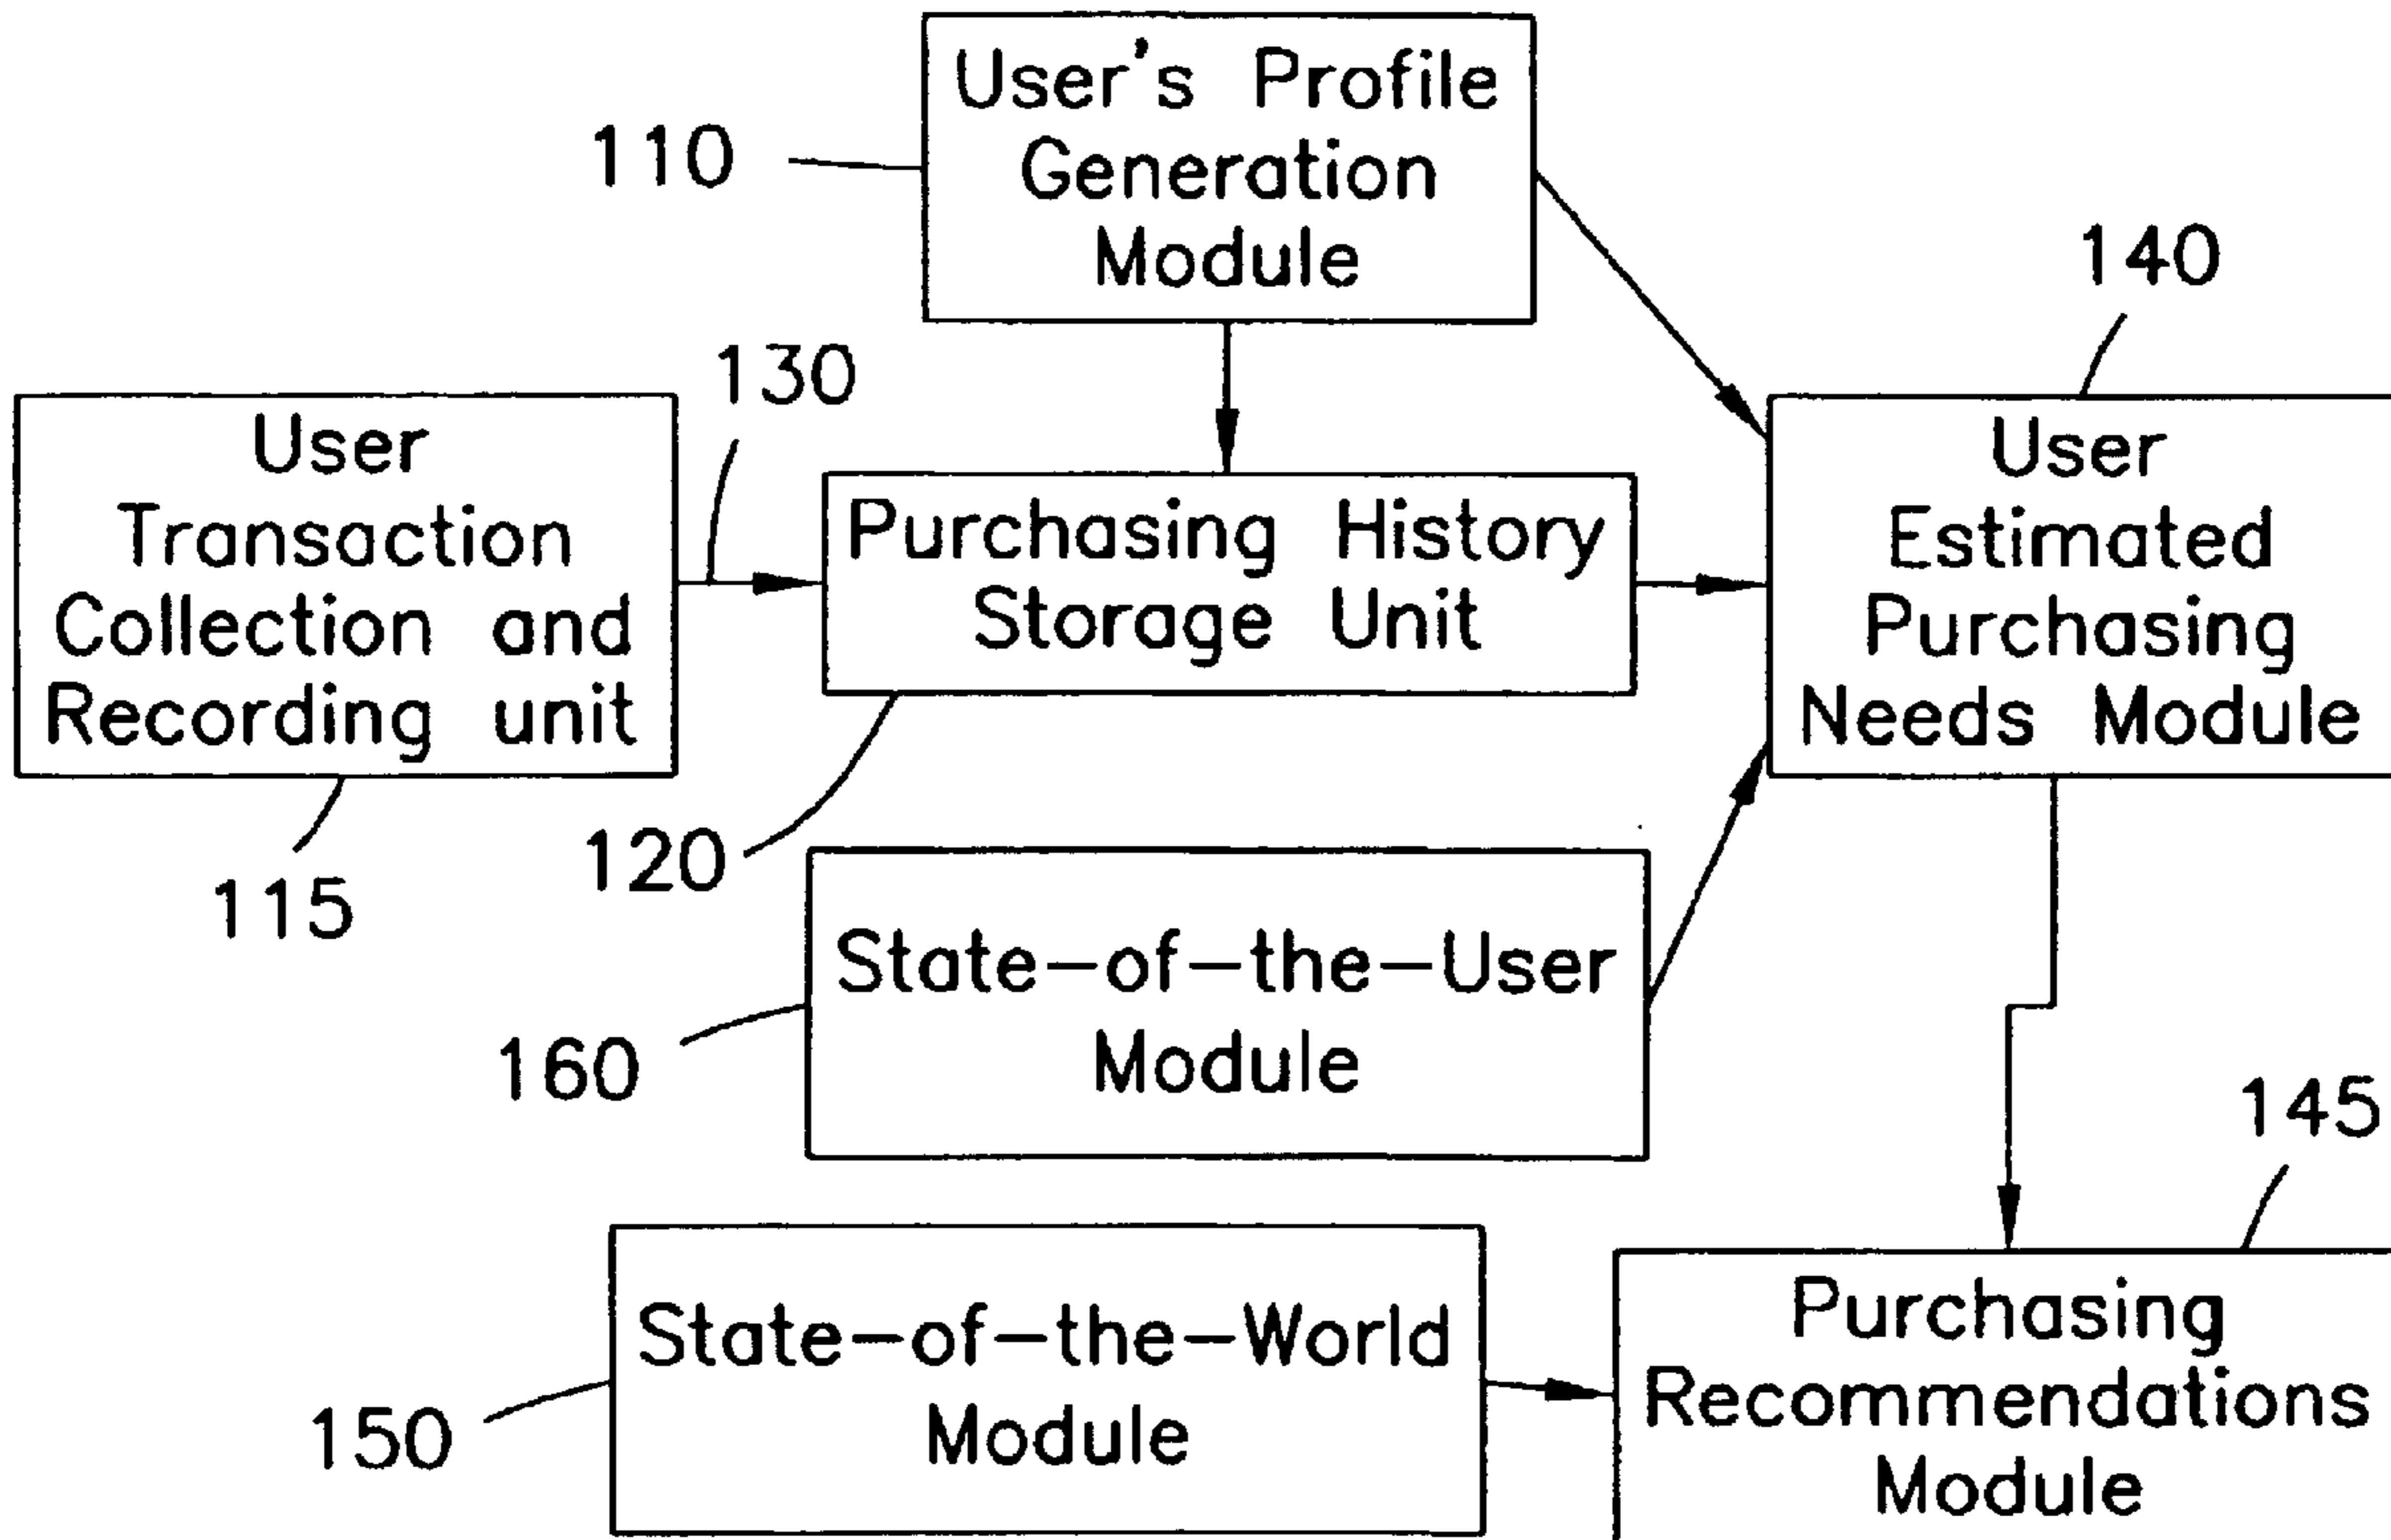 User's Profile
Generation
Module
110
140
130
User
Transaction
Collection and
Recording unit
Purchasing History
Storage Unit
User
Estimated
Purchasing
Needs Module
115
120
State-of-the-User
Module
160
145
State-of-the-World
Module
150
Purchasing
Recommendations
Module